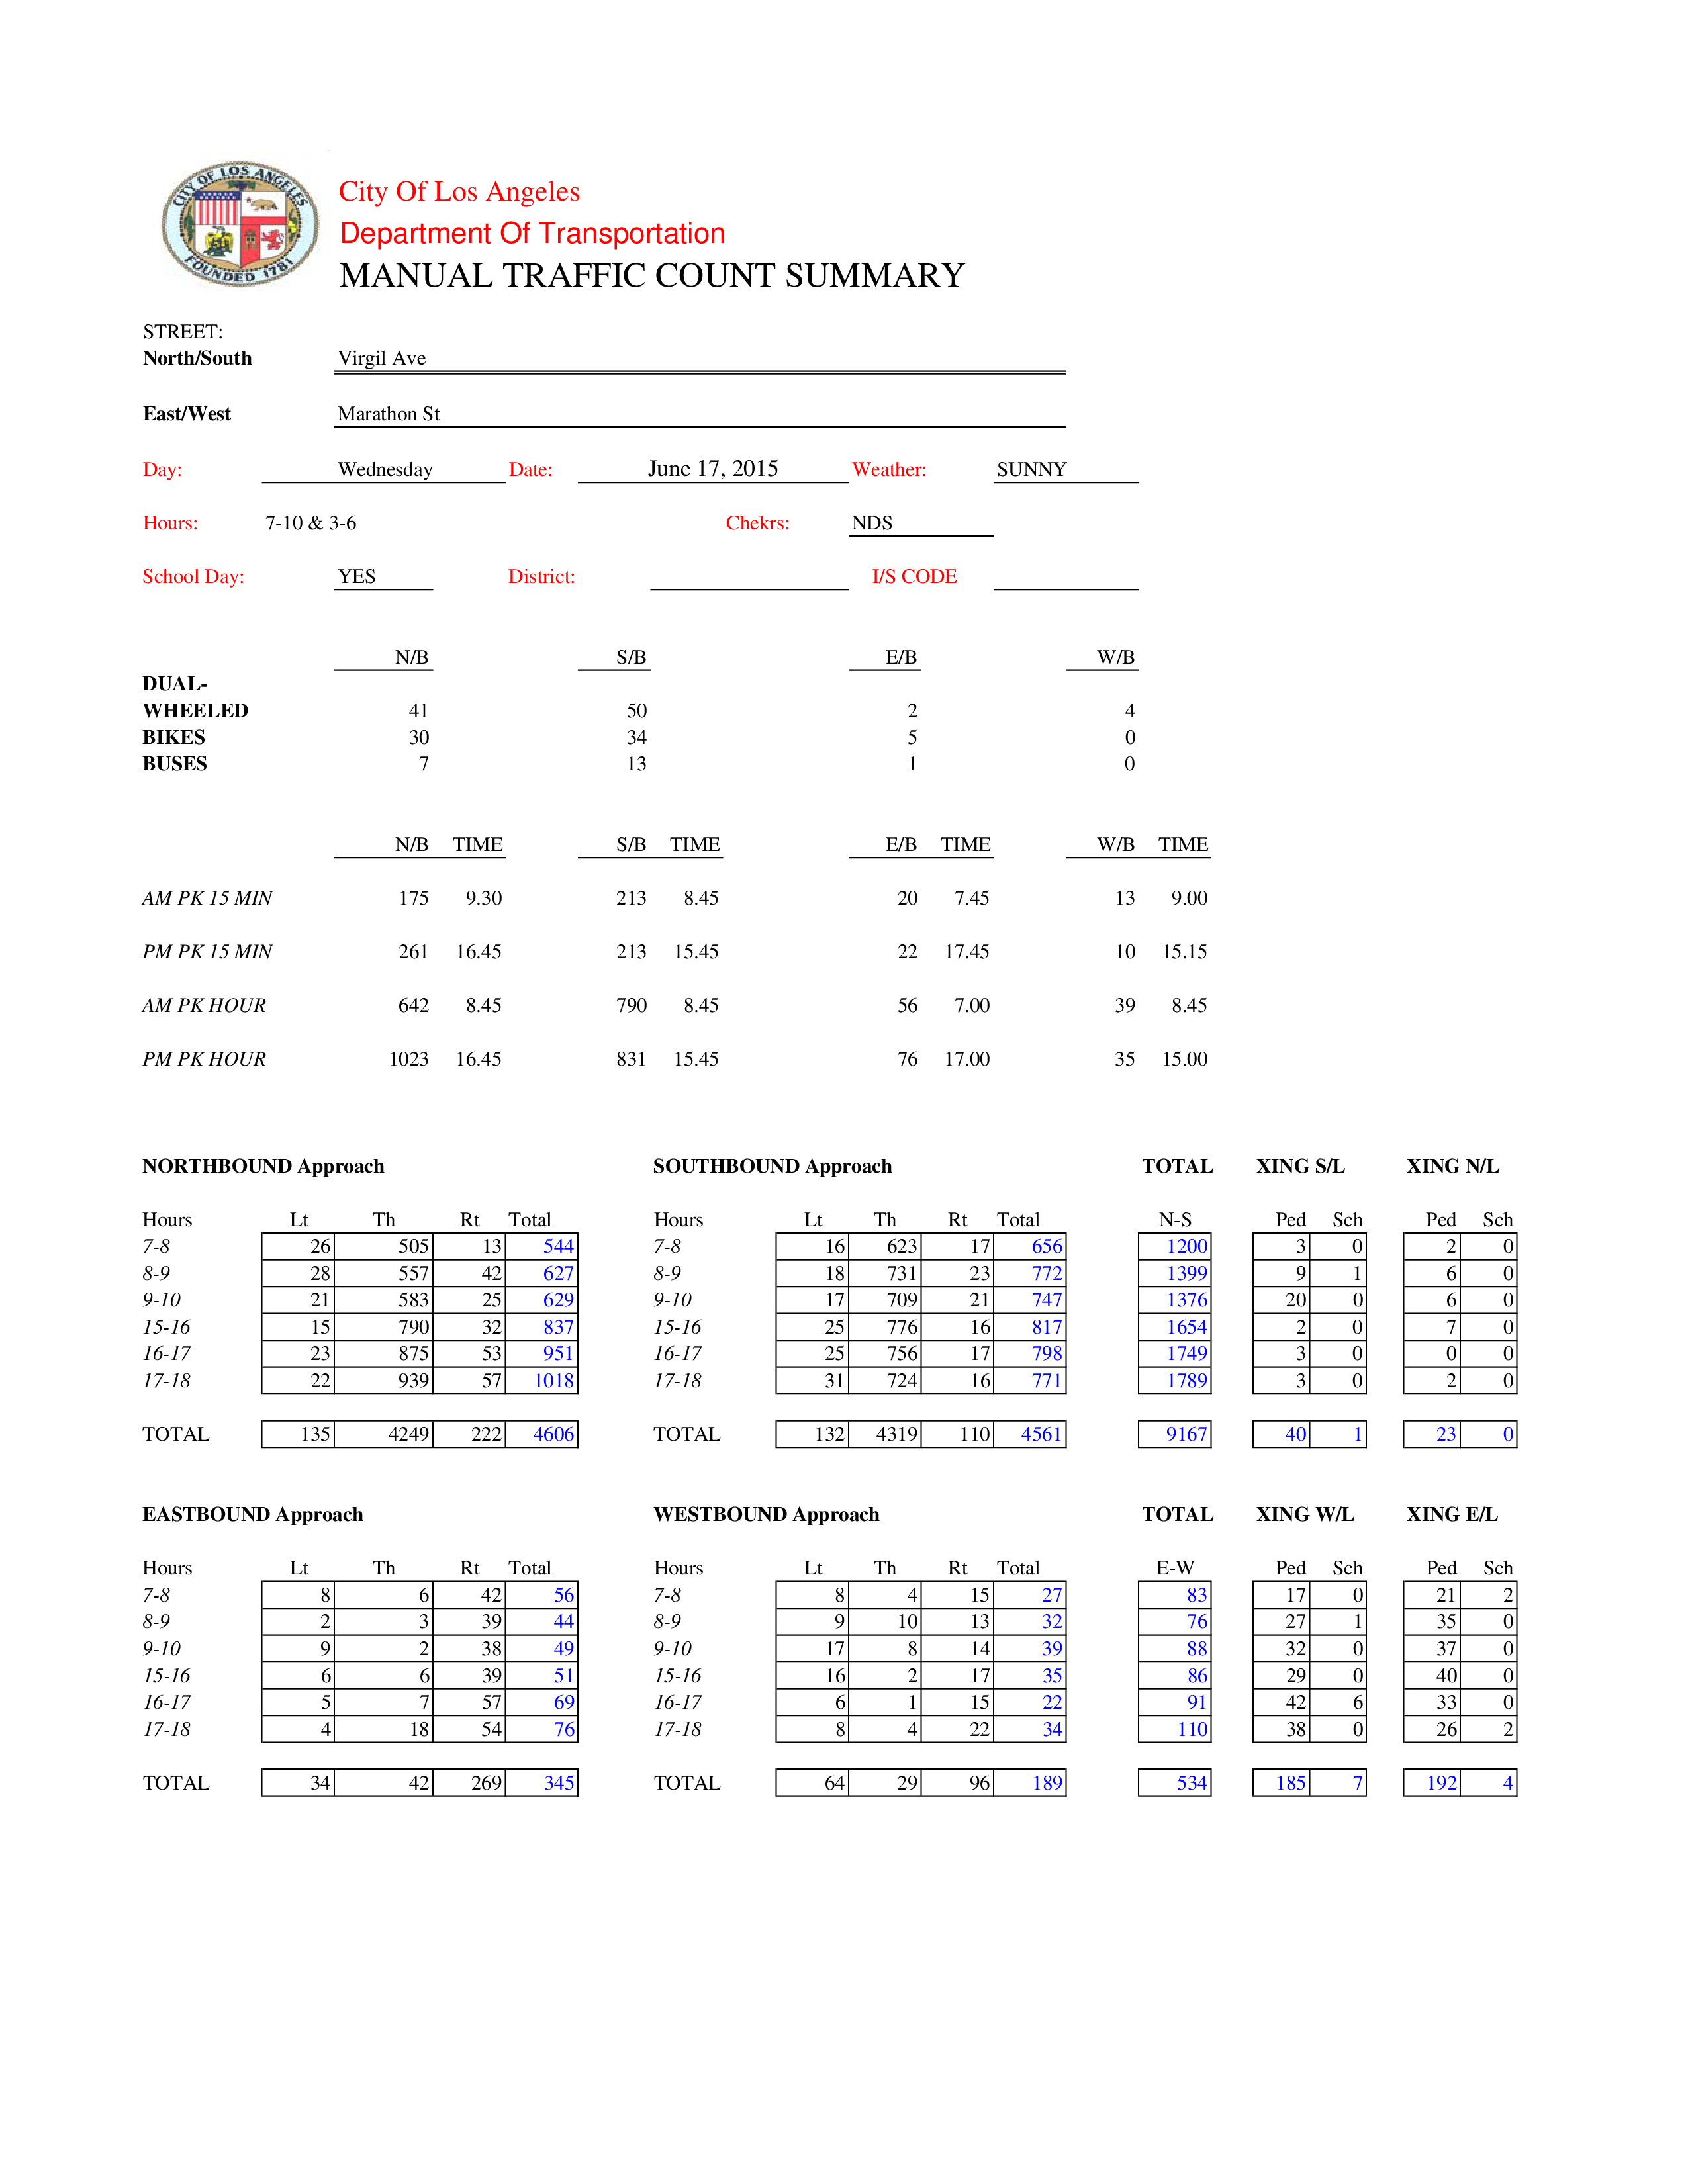 CITY OF LOS ANGELES
FOUNDED 1781
City Of Los Angeles
Department Of Transportation
MANUAL TRAFFIC COUNT SUMMARY
STREET:
North/South Virgil Ave
East/West Marathon St
Day: Wednesday Date: June 17, 2015 Weather: SUNNY
Hours: 7-10 & 3-6 Chekrs: NDS
School Day: YES District: I/S CODE
N/B S/B E/B W/B
DUAL-
WHEELED 41 50 2 4
BIKES 30 34 5 0
BUSES 7 13 1 0
N/B TIME S/B TIME E/B TIME W/B TIME
AM PK 15 MIN 175 9.30 213 8.45 20 7.45 13 9.00
PM PK 15 MIN 261 16.45 213 15.45 22 17.45 10 15.15
AM PK HOUR 642 8.45 790 8.45 56 7.00 39 8.45
PM PK HOUR 1023 16.45 831 15.45 76 17.00 35 15.00
NORTHBOUND Approach SOUTHBOUND Approach TOTAL XING S/L XING N/L
Hours Lt Th Rt Total Hours Lt Th Rt Total N-S Ped Sch Ped Sch
7-8 26 505 13 544 7-8 16 623 17 656 1200 3 0 2 0
8-9 28 557 42 627 8-9 18 731 23 772 1399 9 1 6 0
9-10 21 583 25 629 9-10 17 709 21 747 1376 20 0 6 0
15-16 15 790 32 837 15-16 25 776 16 817 1654 2 0 7 0
16-17 23 875 53 951 16-17 25 756 17 798 1749 3 0 0 0
17-18 22 939 57 1018 17-18 31 724 16 771 1789 3 0 2 0
TOTAL 135 4249 222 4606 TOTAL 132 4319 110 4561 9167 40 1 23 0
EASTBOUND Approach WESTBOUND Approach TOTAL XING W/L XING E/L
Hours Lt Th Rt Total Hours Lt Th Rt Total E-W Ped Sch Ped Sch
7-8 8 6 42 56 7-8 8 4 15 27 83 17 0 21 2
8-9 2 3 39 44 8-9 9 10 13 32 76 27 1 35 0
9-10 9 2 38 49 9-10 17 8 14 39 88 32 0 37 0
15-16 6 6 39 51 15-16 16 2 17 35 86 29 0 40 0
16-17 5 7 57 69 16-17 6 1 15 22 91 42 6 33 0
17-18 4 18 54 76 17-18 8 4 22 34 110 38 0 26 2
TOTAL 34 42 269 345 TOTAL 64 29 96 189 534 185 7 192 4